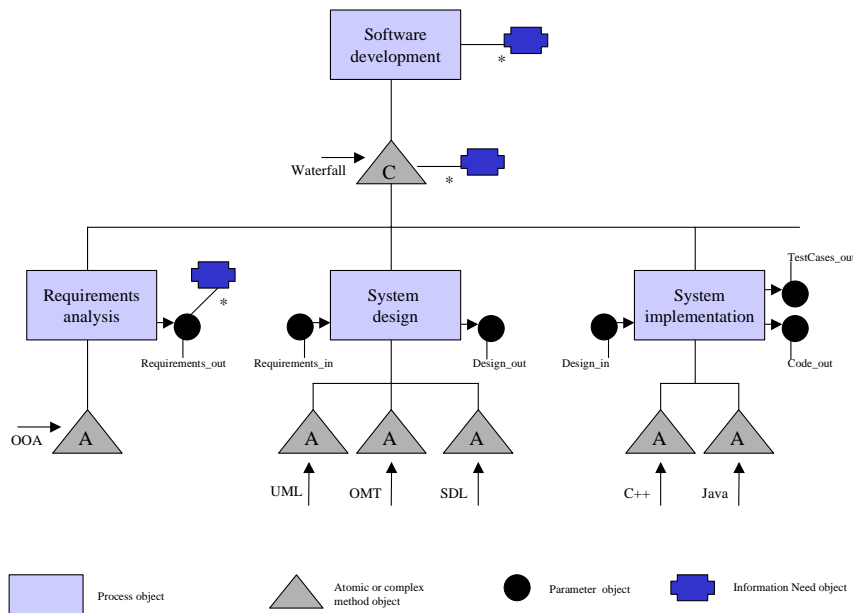 Software
development
*
Waterfall
C
*
TestCases_out
Requirements
analysis
*
System
design
System
implementation
Requirements_out
Requirements_in
Design_out
Design_in
Code_out
OOA
A
A
A
A
A
A
UML
OMT
SDL
C++
Java
Process object
Atomic or complex
method object
Parameter object
Information Need object